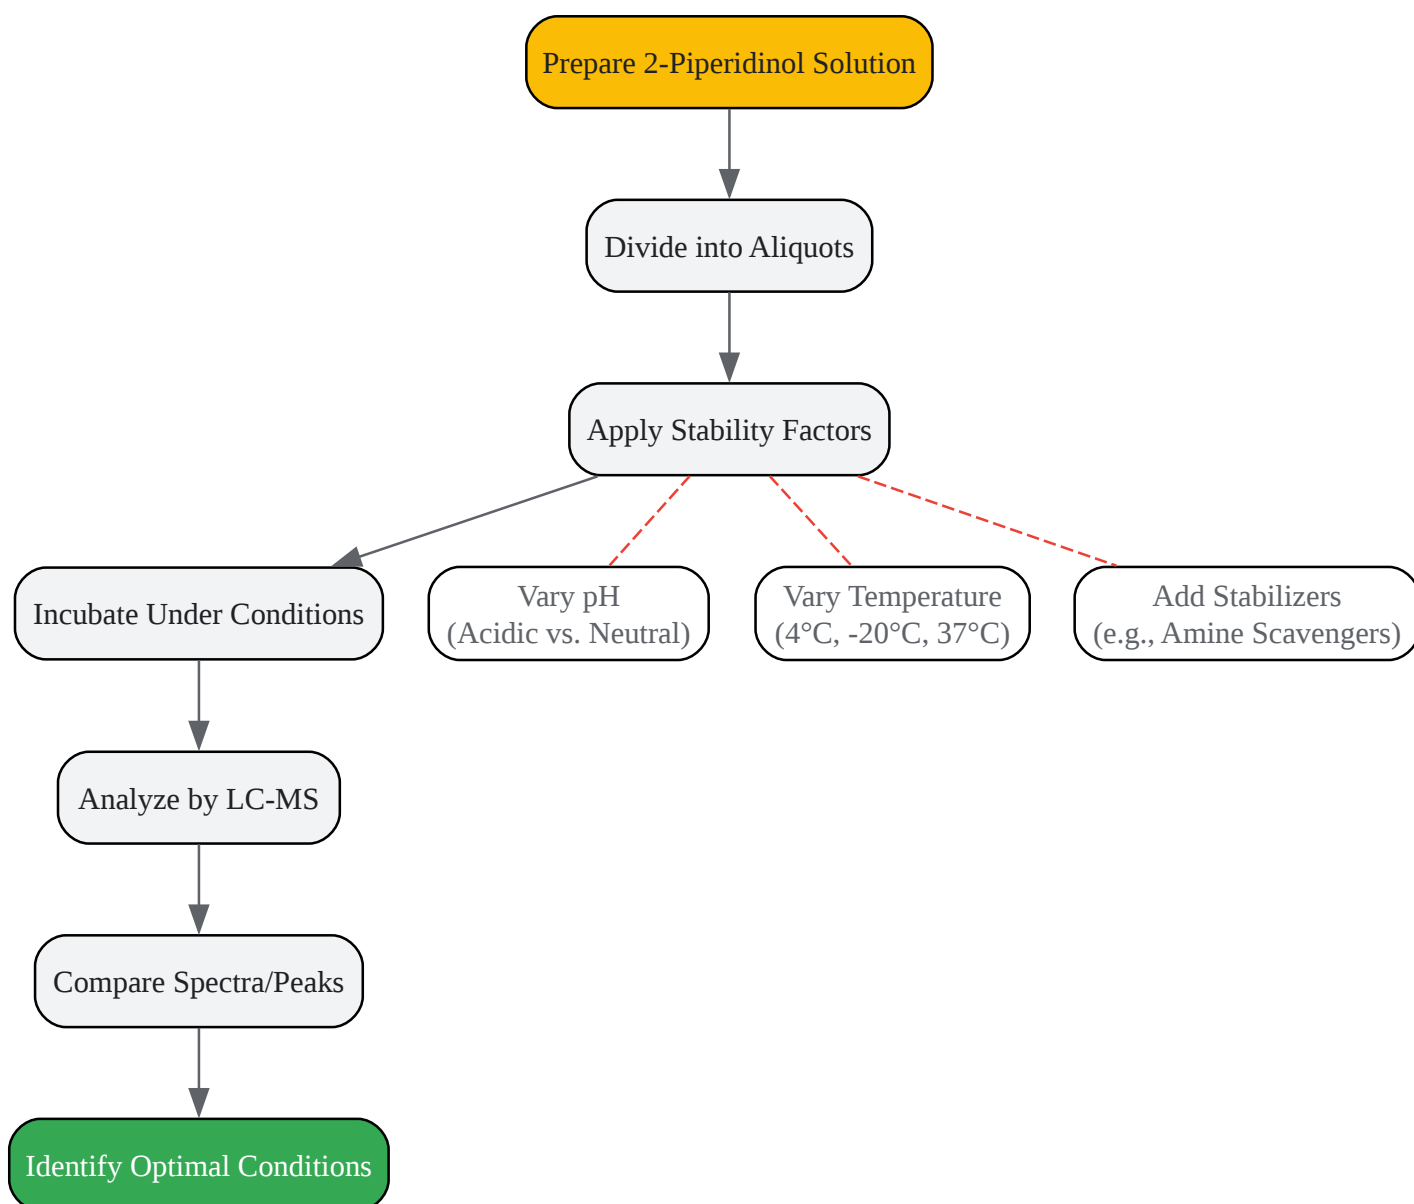 Prepare 2-Piperidinol Solution
Divide into Aliquots
Apply Stability Factors
Incubate Under Conditions
Vary pH
(Acidic vs. Neutral)
Vary Temperature
(4°C, -20°C, 37°C)
Add Stabilizers
(e.g., Amine Scavengers)
Analyze by LC-MS
Compare Spectra/Peaks
Identify Optimal Conditions